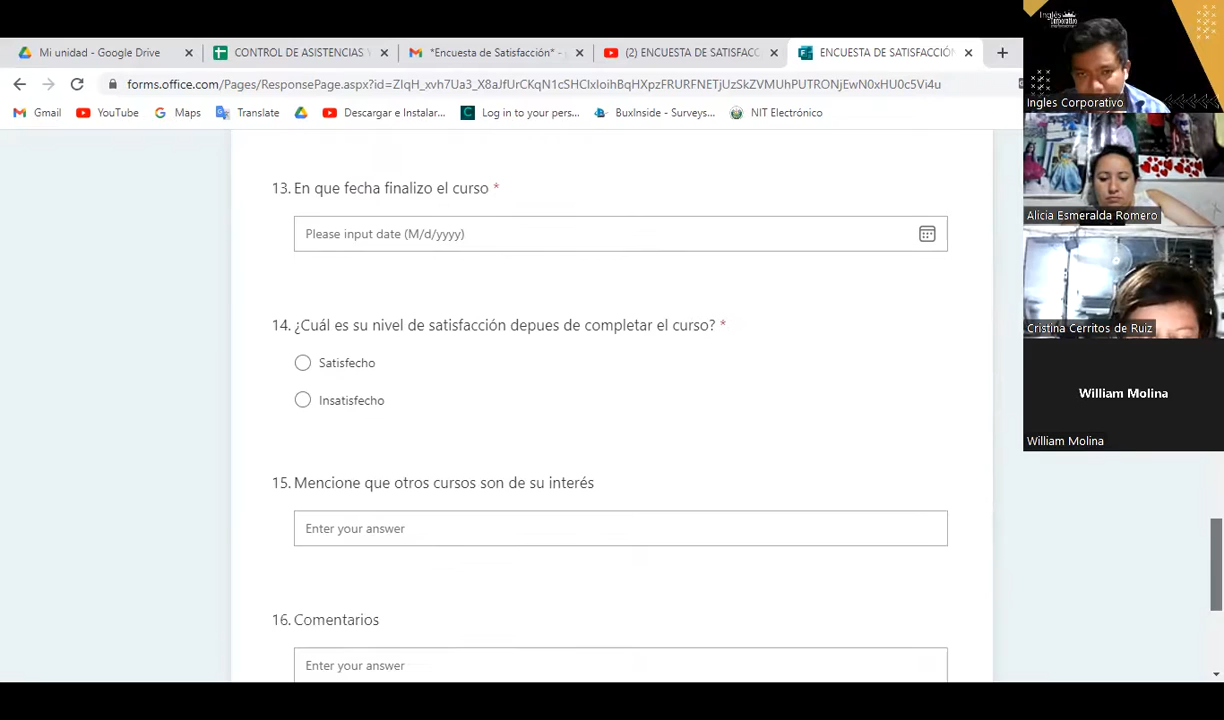 Mi unidad - Google Drive
CONTROL DE ASISTENCIAS
*Encuesta de Satisfacción* -
(2) ENCUESTA DE SATISFACC
ENCUESTA DE SATISFACCIÓN
forms.office.com/Pages/ResponsePage.aspx?id=ZIqH_xvh7Ua3_X8aJfUrCKqN1cSHCIxIoihBqHXpzFRURFNETjUzSkZVMUhPUTRONjEwN0xHU0c5Vi4u
Gmail
YouTube
Maps
Translate
Descargar e Instalar...
Log in to your pers...
BuxInside - Surveys...
NIT Electrónico
13. En que fecha finalizo el curso *
Please input date (M/d/yyyy)
14. ¿Cuál es su nivel de satisfacción depues de completar el curso? *
Satisfecho
Insatisfecho
15. Mencione que otros cursos son de su interés
Enter your answer
16. Comentarios
Enter your answer
Inglés
Corporativo
Ingles Corporativo
Alicia Esmeralda Romero
Cristina Cerritos de Ruiz
William Molina
William Molina